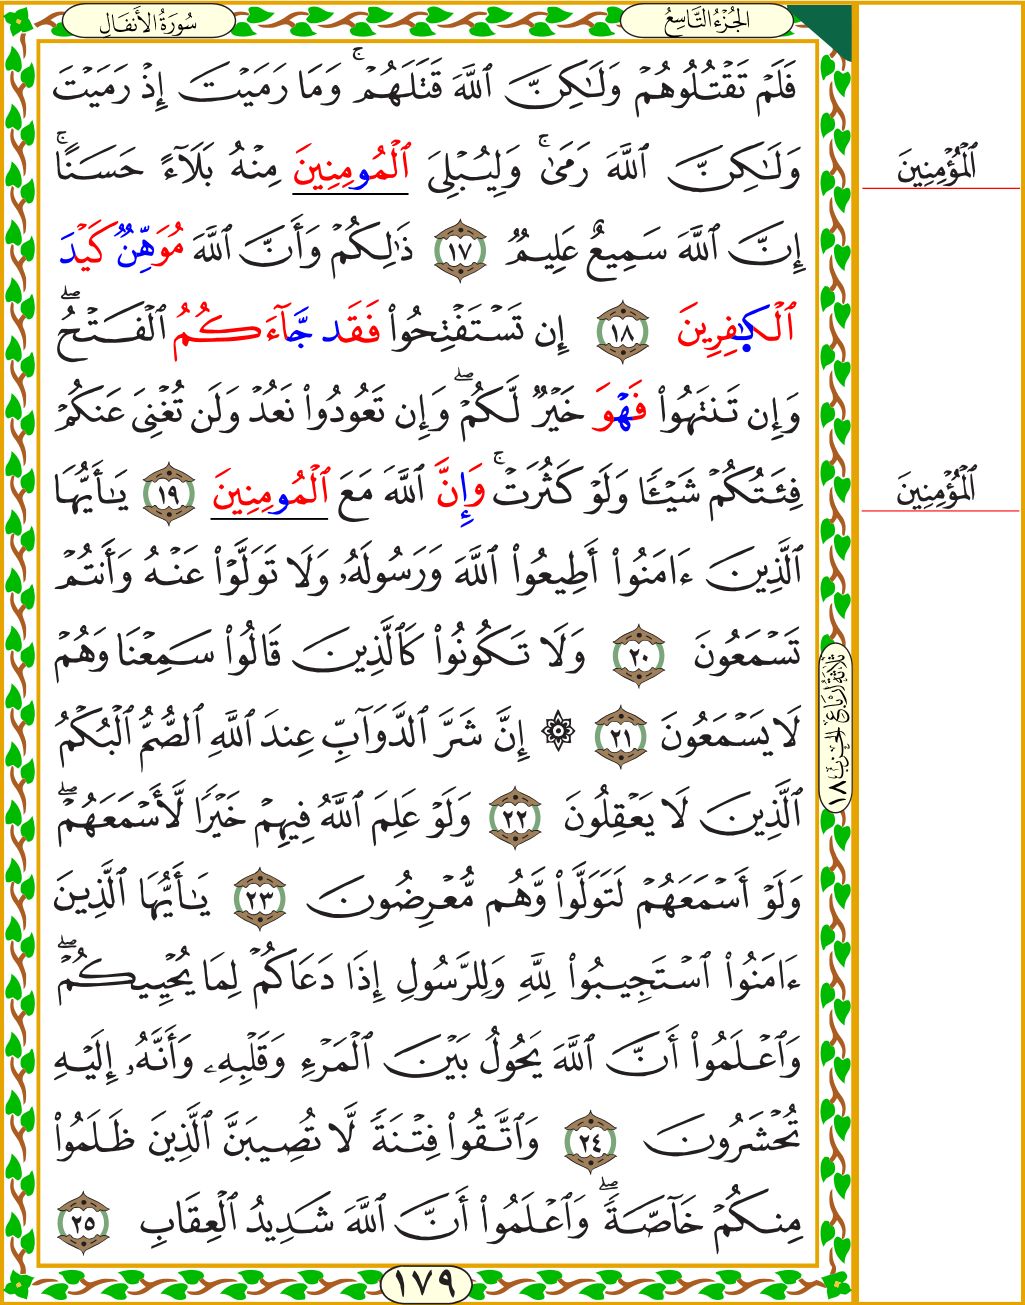 الجُزْءُ التَّاسِعُ
سُورَةُ الأَنفَالِ
فَلَمْ تَقْتُلُوهُمْ وَلَٰكِنَّ ٱللَّهَ قَتَلَهُمْۚ وَمَا رَمَيْتَ إِذْ رَمَيْتَ
وَلَٰكِنَّ ٱللَّهَ رَمَىٰۚ وَلِيُبْلِيَ ٱلْمُومِنِينَ مِنْهُ بَلَآءً حَسَنًاۚ
ٱلْمُؤْمِنِينَ
إِنَّ ٱللَّهَ سَمِيعٌ عَلِيمٌ ١٧ ذَٰلِكُمْ وَأَنَّ ٱللَّهَ مُوَهِّنٌ كَيْدَ
ٱلْكَٰفِرِينَ ١٨ إِن تَسْتَفْتِحُوا۟ فَقَد جَّآءَكُمُ ٱلْفَتْحُۖ
وَإِن تَنتَهُوا۟ فَهْوَ خَيْرٌ لَّكُمْۖ وَإِن تَعُودُوا۟ نَعُدْ وَلَن تُغْنِيَ عَنكُمْ
فِئَتُكُمْ شَيْـًٔا وَلَوْ كَثُرَتْۚ وَإِنَّ ٱللَّهَ مَعَ ٱلْمُومِنِينَ ١٩ يَٰٓأَيُّهَا
ٱلْمُؤْمِنِينَ
ٱلَّذِينَ ءَامَنُوٓا۟ أَطِيعُوا۟ ٱللَّهَ وَرَسُولَهُۥ وَلَا تَوَلَّوْا۟ عَنْهُ وَأَنتُمْ
تَسْمَعُونَ ٢٠ وَلَا تَكُونُوا۟ كَٱلَّذِينَ قَالُوا۟ سَمِعْنَا وَهُمْ
لَا يَسْمَعُونَ ٢١ ۞ إِنَّ شَرَّ ٱلدَّوَآبِّ عِندَ ٱللَّهِ ٱلصُّمُّ ٱلْبُكْمُ
ثلاثة أرباع الحزب ١٨
ٱلَّذِينَ لَا يَعْقِلُونَ ٢٢ وَلَوْ عَلِمَ ٱللَّهُ فِيهِمْ خَيْرًا لَّأَسْمَعَهُمْۖ
وَلَوْ أَسْمَعَهُمْ لَتَوَلَّوا۟ وَّهُم مُّعْرِضُونَ ٢٣ يَٰٓأَيُّهَا ٱلَّذِينَ
ءَامَنُوا۟ ٱسْتَجِيبُوا۟ لِلَّهِ وَلِلرَّسُولِ إِذَا دَعَاكُمْ لِمَا يُحْيِيكُمْۖ
وَٱعْلَمُوٓا۟ أَنَّ ٱللَّهَ يَحُولُ بَيْنَ ٱلْمَرْءِ وَقَلْبِهِۦ وَأَنَّهُۥٓ إِلَيْهِ
تُحْشَرُونَ ٢٤ وَٱتَّقُوا۟ فِتْنَةً لَّا تُصِيبَنَّ ٱلَّذِينَ ظَلَمُوا۟
مِنكُمْ خَآصَّةًۖ وَٱعْلَمُوٓا۟ أَنَّ ٱللَّهَ شَدِيدُ ٱلْعِقَابِ ٢٥
١٧٩